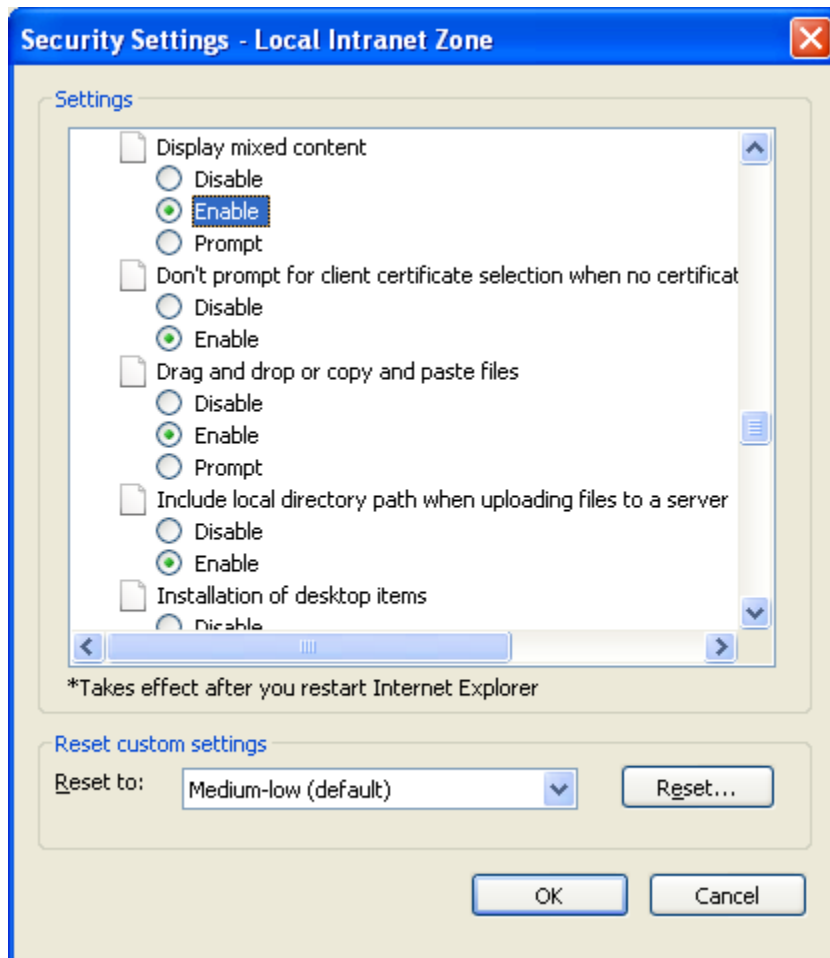 Security Settings - Local Intranet Zone
Settings
Display mixed content
Disable
Enable
Prompt
Don't prompt for client certificate selection when no certificat
Disable
Enable
Drag and drop or copy and paste files
Disable
Enable
Prompt
Include local directory path when uploading files to a server
Disable
Enable
Installation of desktop items
Disable
*Takes effect after you restart Internet Explorer
Reset custom settings
Reset to: Medium-low (default) Reset...
OK Cancel